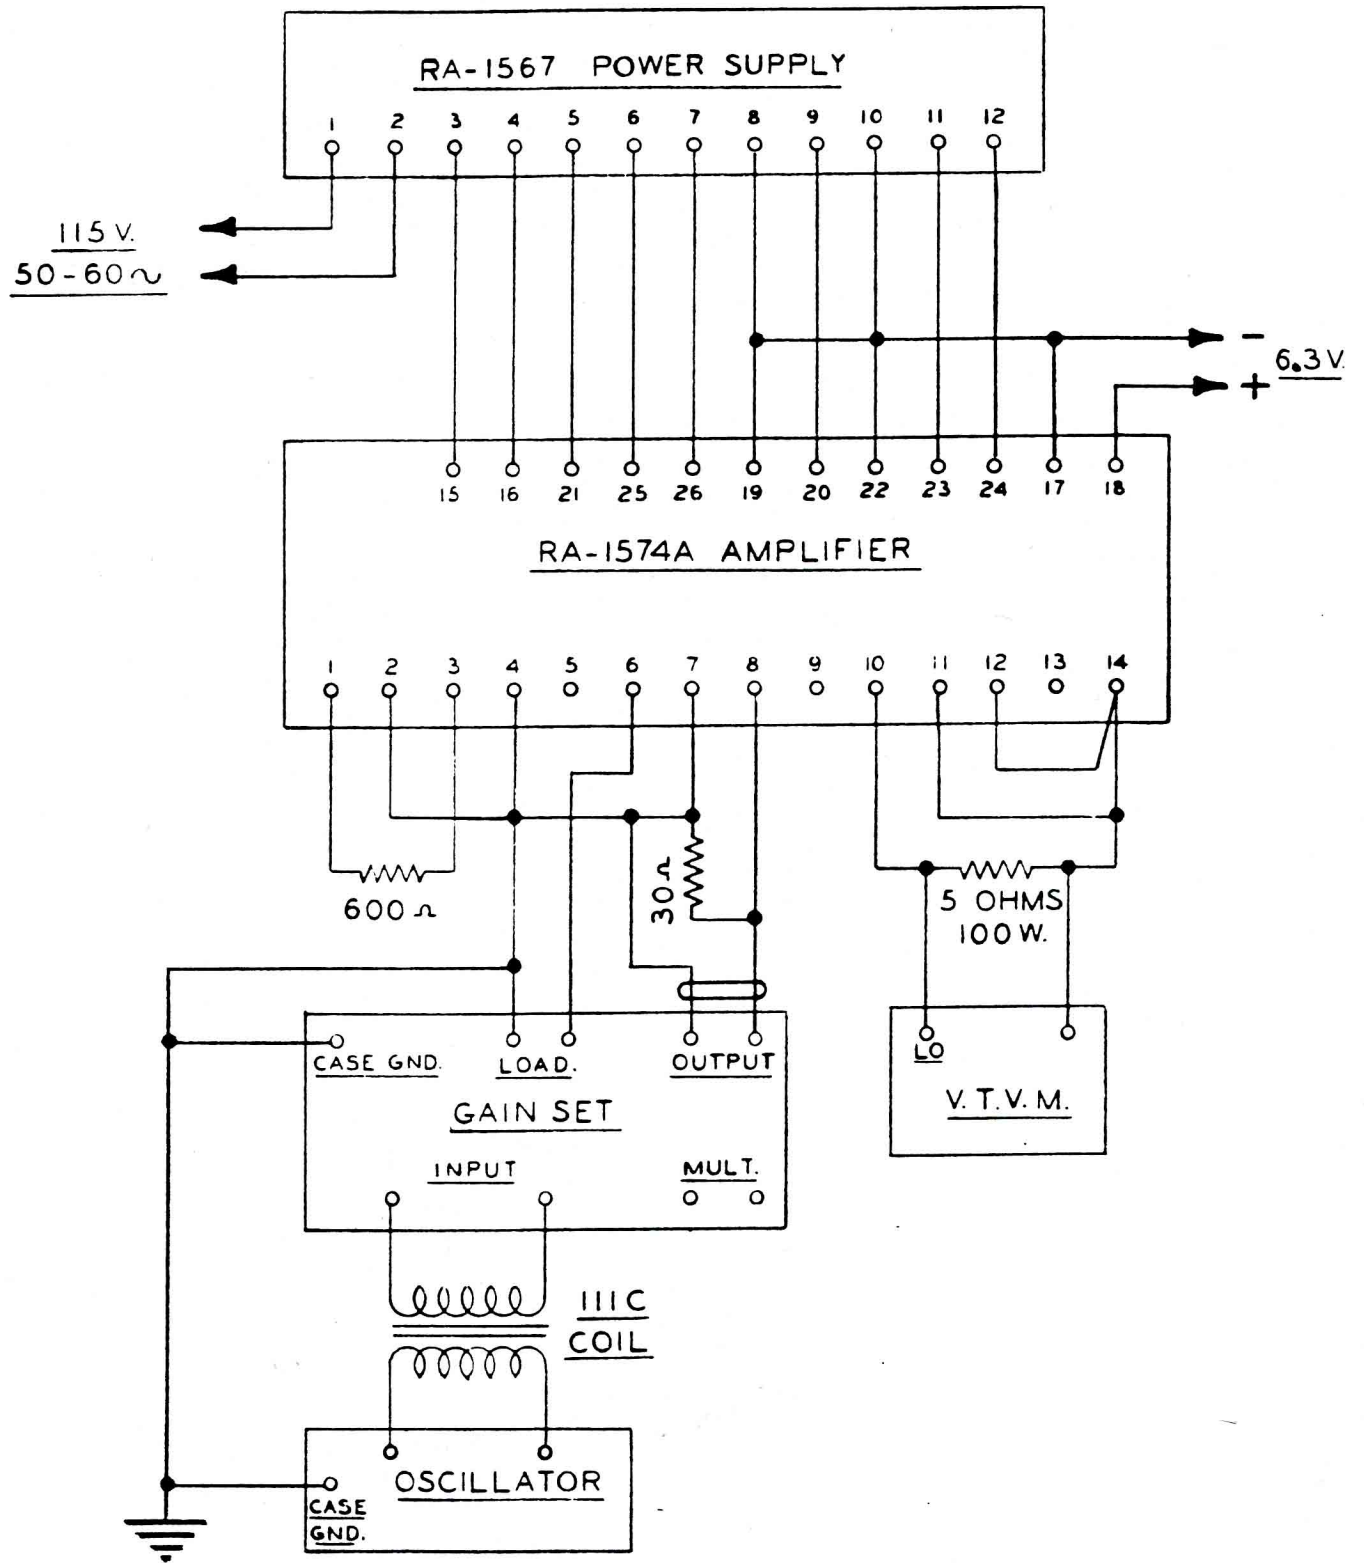 RA-1567 POWER SUPPLY
1 2 3 4 5 6 7 8 9 10 11 12
115 V.
50-60~
-
6.3 V.
+
15 16 21 25 26 19 20 22 23 24 17 18
RA-1574A AMPLIFIER
1 2 3 4 5 6 7 8 9 10 11 12 13 14
600 Ω
30 Ω
5 OHMS
100 W.
CASE GND. LOAD. OUTPUT
GAIN SET
INPUT MULT.
LO
V. T. V. M.
111C
COIL
OSCILLATOR
CASE
GND.